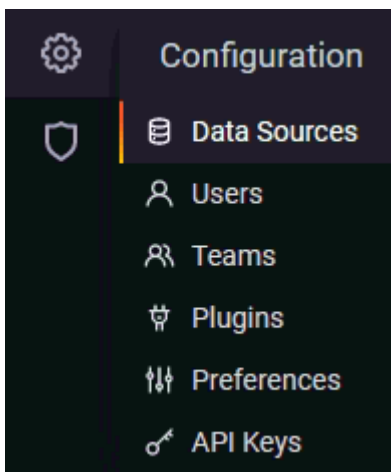 Configuration
Data Sources
Users
Teams
Plugins
Preferences
API Keys